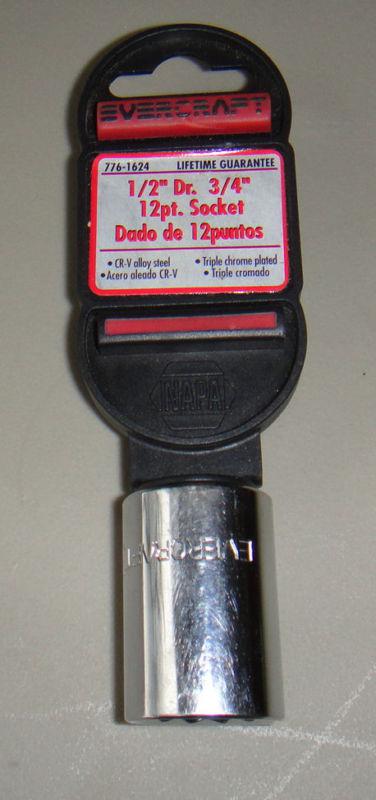 EVERCRAFT
776-1624 LIFETIME GUARANTEE
1/2" Dr. 3/4"
12pt. Socket
Dado de 12puntos
• CR-V alloy steel • Triple chrome plated
• Acero aleado CR-V • Triple cromado
NAPA
EVERCRAFT